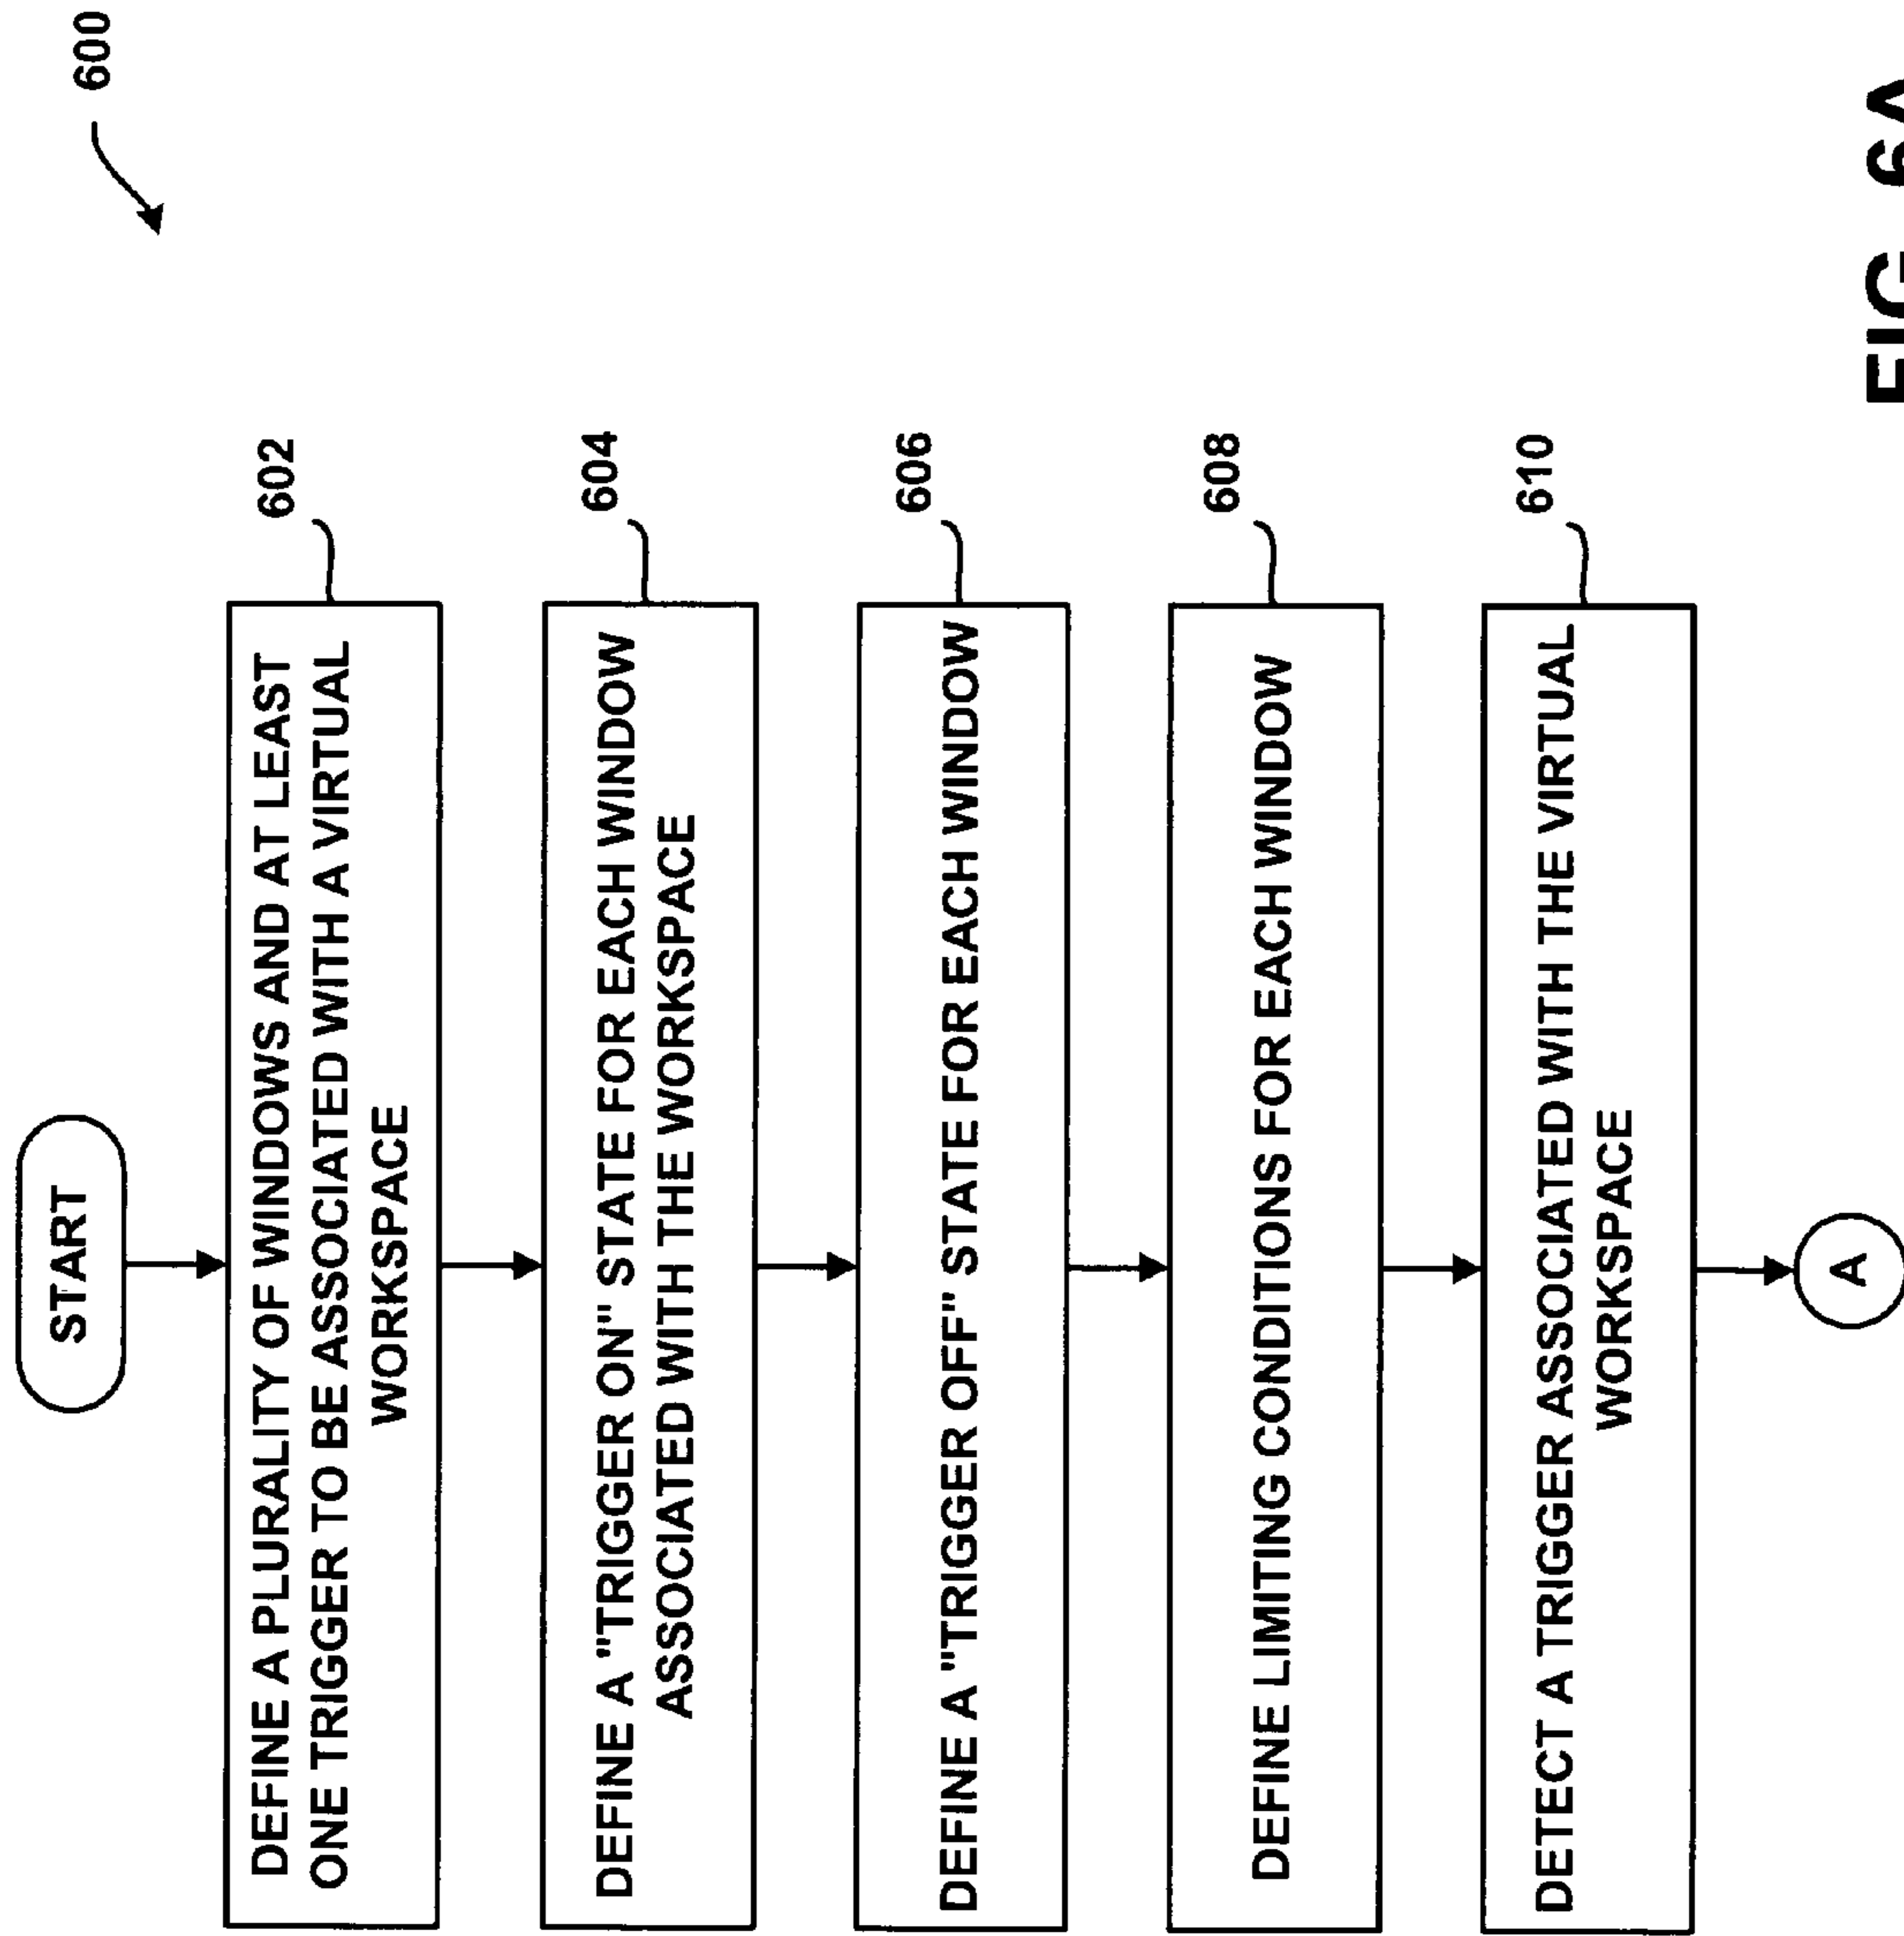 600
START
DEFINE A PLURALITY OF WINDOWS AND AT LEAST
ONE TRIGGER TO BE ASSOCIATED WITH A VIRTUAL
WORKSPACE
602
DEFINE A "TRIGGER ON" STATE FOR EACH WINDOW
ASSOCIATED WITH THE WORKSPACE
604
DEFINE A "TRIGGER OFF" STATE FOR EACH WINDOW
606
DEFINE LIMITING CONDITIONS FOR EACH WINDOW
608
DETECT A TRIGGER ASSOCIATED WITH THE VIRTUAL
WORKSPACE
610
A
FIG. 6A